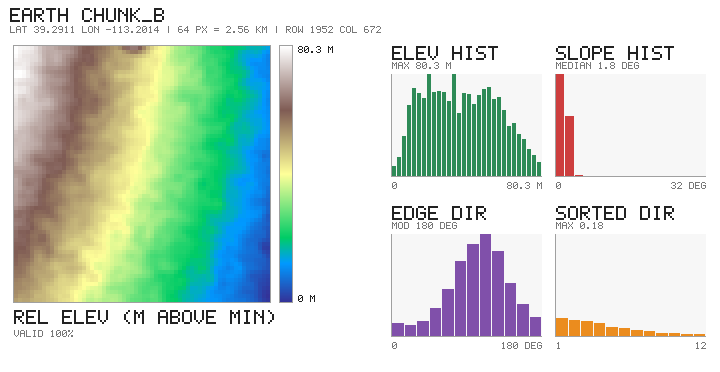 EARTH CHUNK_B
LAT 39.2911 LON -113.2014 | 64 PX = 2.56 KM | ROW 1952 COL 672
80.3 M
0 M
REL ELEV (M ABOVE MIN)
VALID 100%
ELEV HIST
MAX 80.3 M
0 80.3 M
SLOPE HIST
MEDIAN 1.8 DEG
0 32 DEG
EDGE DIR
MOD 180 DEG
0 180 DEG
SORTED DIR
MAX 0.18
1 12